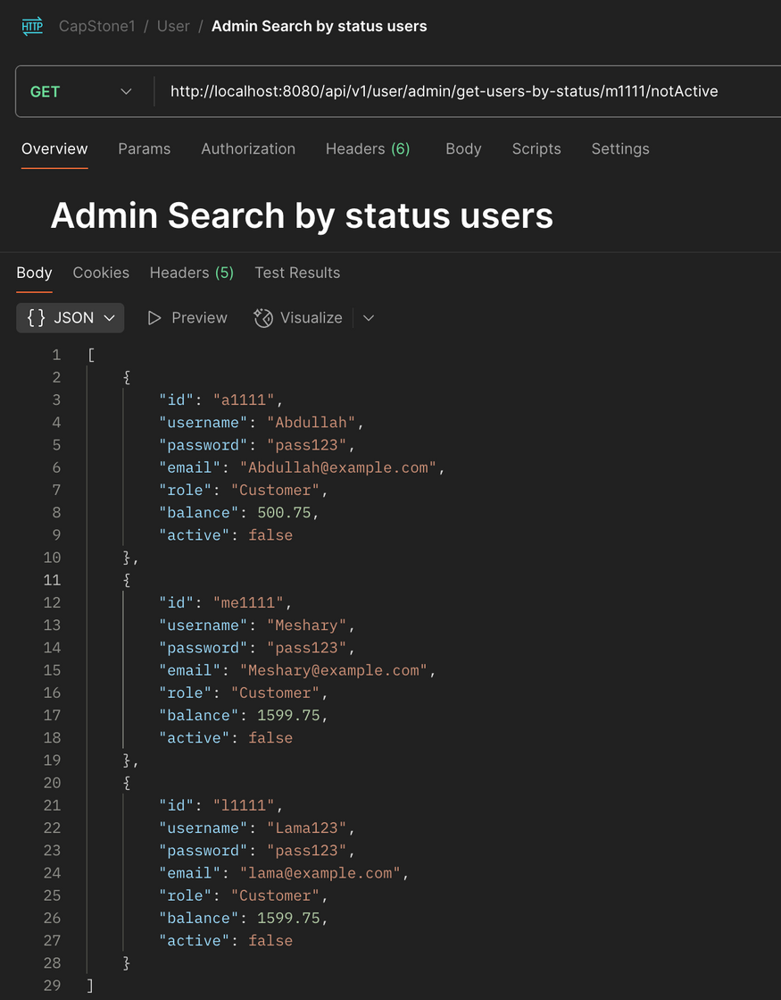 HTTP CapStone1 / User / Admin Search by status users
GET http://localhost:8080/api/v1/user/admin/get-users-by-status/m1111/notActive
Overview Params Authorization Headers (6) Body Scripts Settings
Admin Search by status users
Body Cookies Headers (5) Test Results
{} JSON Preview Visualize
1 [
2 {
3 "id": "a1111",
4 "username": "Abdullah",
5 "password": "pass123",
6 "email": "Abdullah@example.com",
7 "role": "Customer",
8 "balance": 500.75,
9 "active": false
10 },
11 {
12 "id": "me1111",
13 "username": "Meshary",
14 "password": "pass123",
15 "email": "Meshary@example.com",
16 "role": "Customer",
17 "balance": 1599.75,
18 "active": false
19 },
20 {
21 "id": "l1111",
22 "username": "Lama123",
23 "password": "pass123",
24 "email": "lama@example.com",
25 "role": "Customer",
26 "balance": 1599.75,
27 "active": false
28 }
29 ]